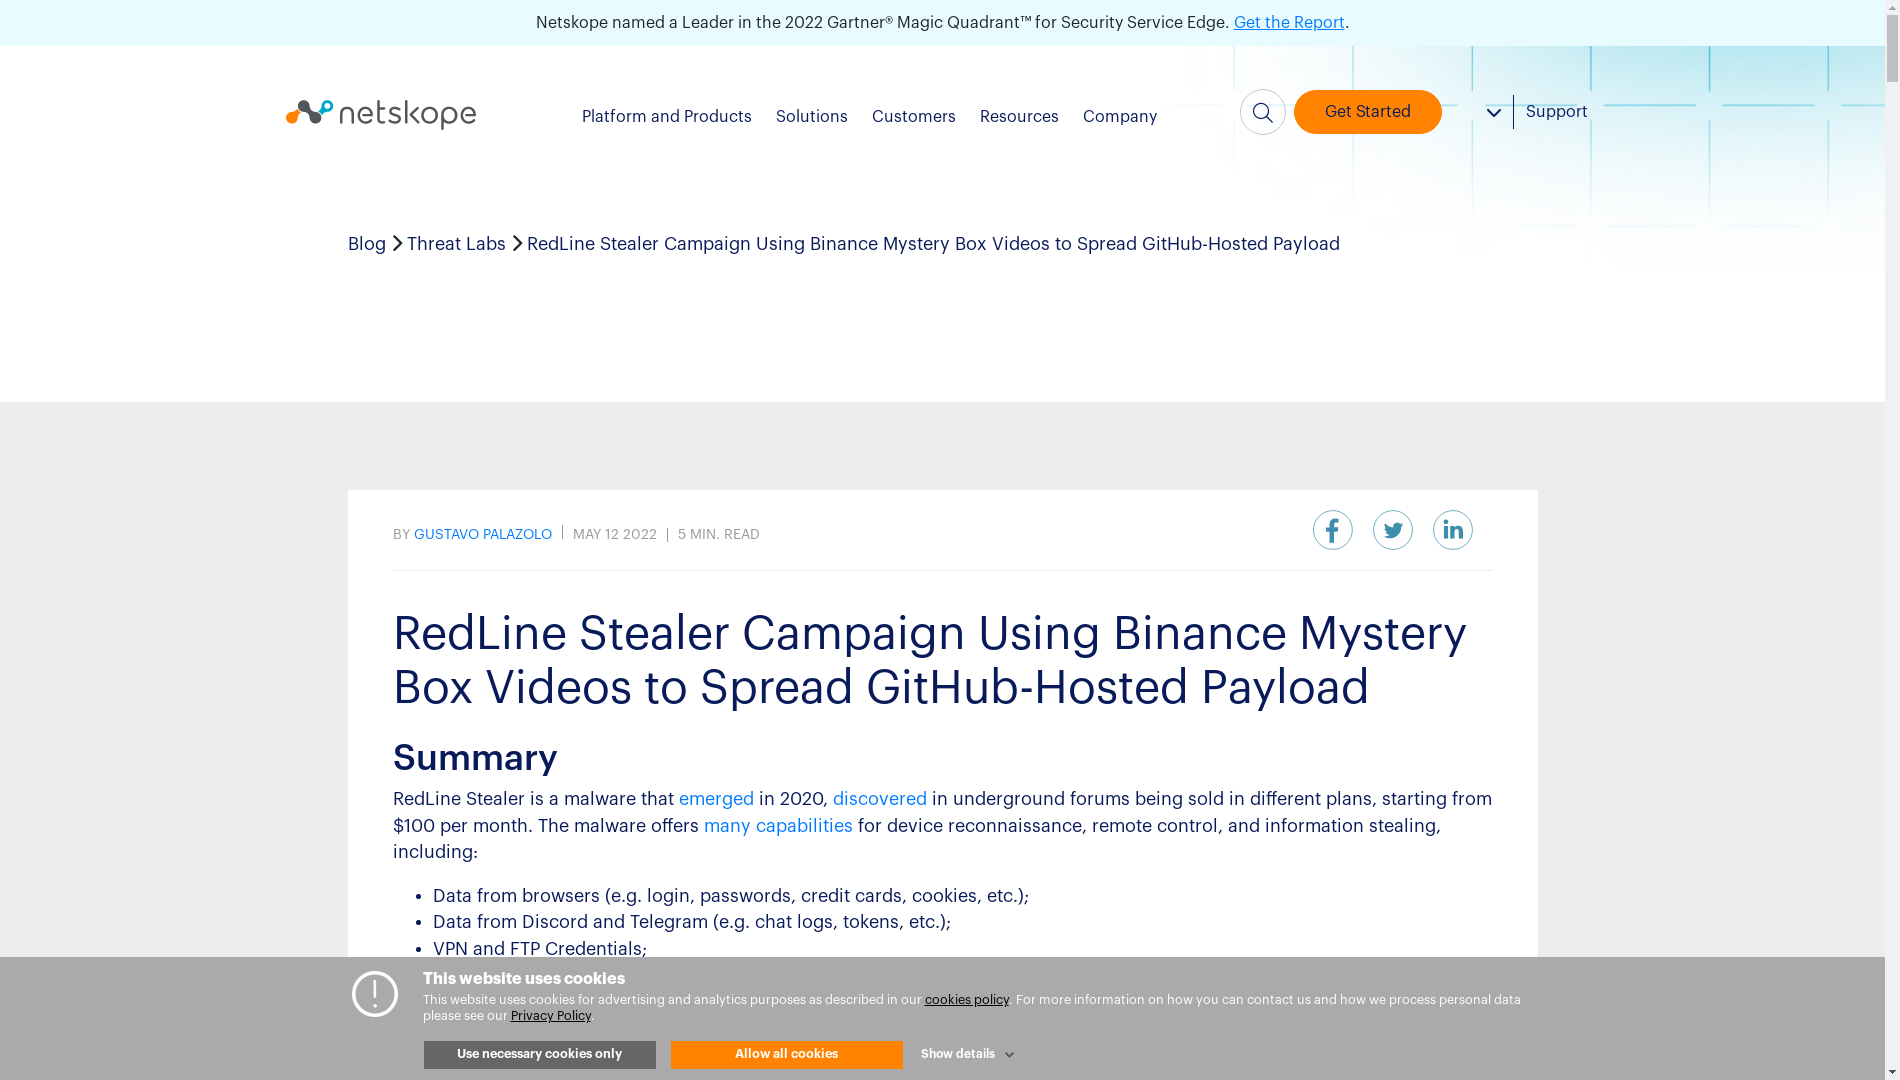 Netskope named a Leader in the 2022 Gartner® Magic Quadrant™ for Security Service Edge. Get the Report.
netskope
Platform and Products Solutions Customers Resources Company
Get Started
Support
Blog > Threat Labs > RedLine Stealer Campaign Using Binance Mystery Box Videos to Spread GitHub-Hosted Payload
BY GUSTAVO PALAZOLO | MAY 12 2022 | 5 MIN. READ
RedLine Stealer Campaign Using Binance Mystery
Box Videos to Spread GitHub-Hosted Payload
Summary
RedLine Stealer is a malware that emerged in 2020, discovered in underground forums being sold in different plans, starting from
$100 per month. The malware offers many capabilities for device reconnaissance, remote control, and information stealing,
including:
• Data from browsers (e.g. login, passwords, credit cards, cookies, etc.);
• Data from Discord and Telegram (e.g. chat logs, tokens, etc.);
• VPN and FTP Credentials;
This website uses cookies
This website uses cookies for advertising and analytics purposes as described in our cookies policy. For more information on how you can contact us and how we process personal data
please see our Privacy Policy.
Use necessary cookies only
Allow all cookies
Show details